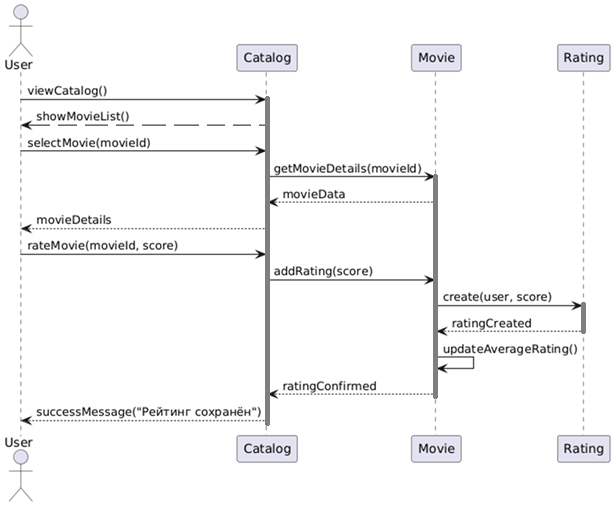 User
Catalog
Movie
Rating
viewCatalog()
showMovieList()
selectMovie(movieId)
getMovieDetails(movieId)
movieData
movieDetails
rateMovie(movieId, score)
addRating(score)
create(user, score)
ratingCreated
updateAverageRating()
ratingConfirmed
successMessage("Рейтинг сохранён")
User
Catalog
Movie
Rating